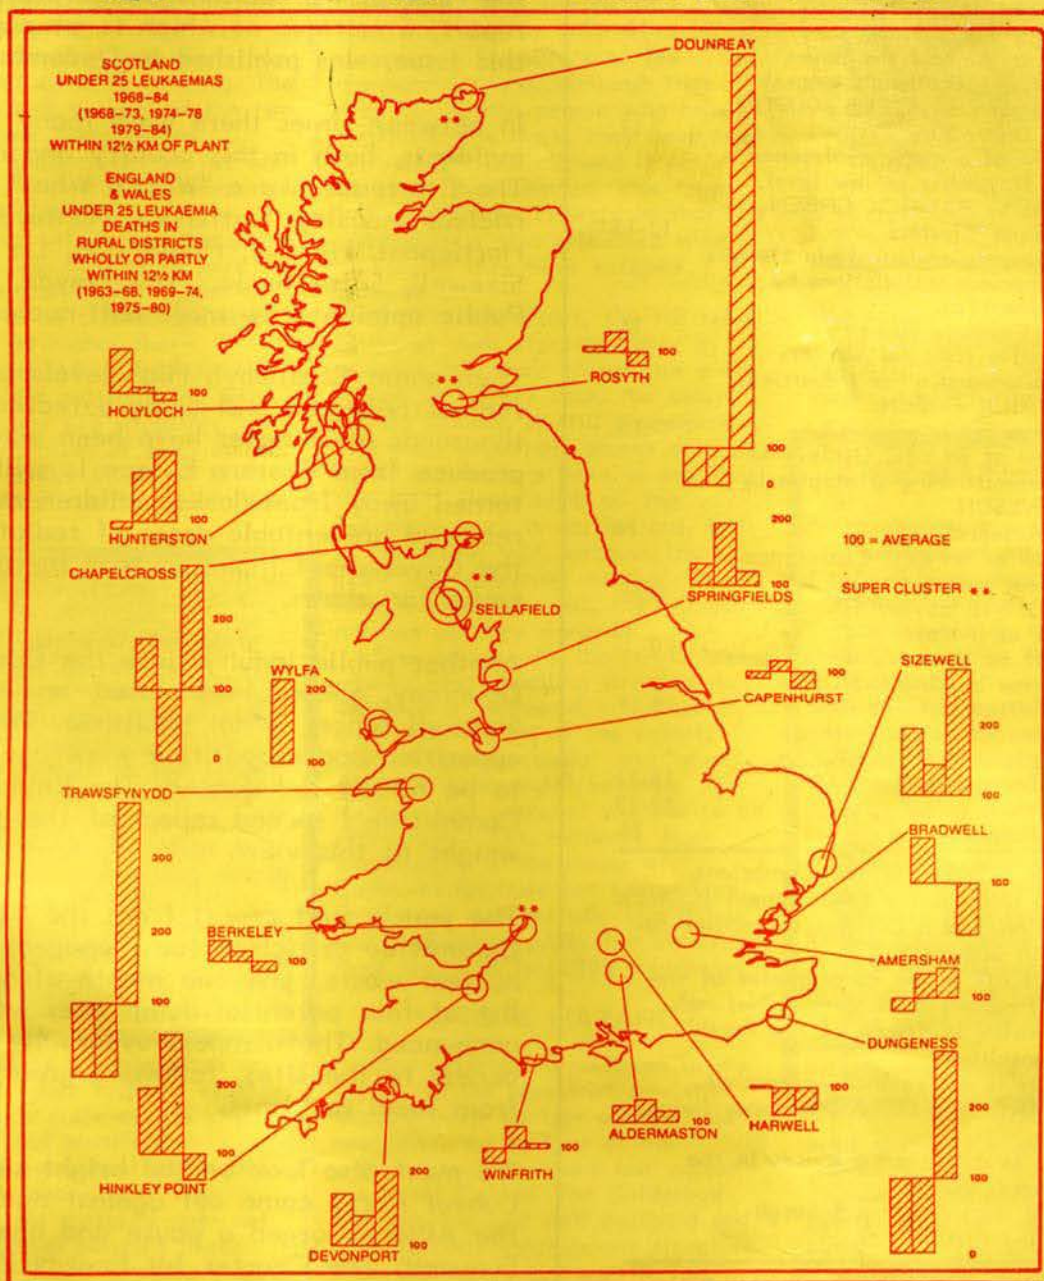 DOUNREAY
SCOTLAND
UNDER 25 LEUKAEMIAS
1968-84
(1968-73, 1974-78
1979-84)
WITHIN 12½ KM OF PLANT
**
ENGLAND
& WALES
UNDER 25 LEUKAEMIA
DEATHS IN
RURAL DISTRICTS
WHOLLY OR PARTLY
WITHIN 12½ KM
(1963-68, 1969-74,
1975-80)
100
ROSYTH
**
100
HOLYLOCH
100
0
100
HUNTERSTON
200
100
SPRINGFIELDS
100 = AVERAGE
SUPER CLUSTER **
CHAPELCROSS
200
100
0
**
SELLAFIELD
WYLFA
200
100
100
CAPENHURST
SIZEWELL
200
100
TRAWSFYNYDD
300
200
100
BRADWELL
100
**
BERKELEY
100
AMERSHAM
100
DUNGENESS
200
100
0
200
100
HINKLEY POINT
200
100
DEVONPORT
100
WINFRITH
100
ALDERMASTON
100
HARWELL